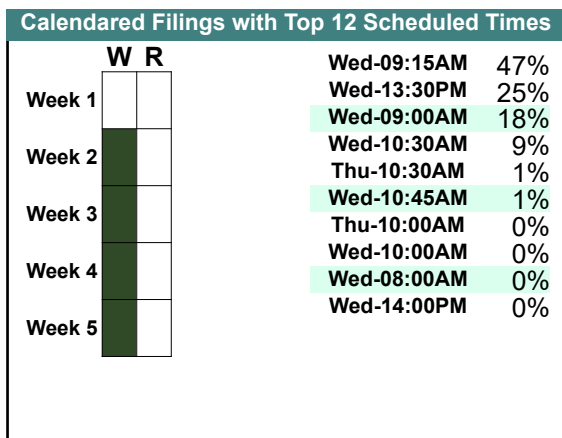 Calendared Filings with Top 12 Scheduled Times
W R
Week 1
Week 2
Week 3
Week 4
Week 5
Wed-09:15AM 47%
Wed-13:30PM 25%
Wed-09:00AM 18%
Wed-10:30AM 9%
Thu-10:30AM 1%
Wed-10:45AM 1%
Thu-10:00AM 0%
Wed-10:00AM 0%
Wed-08:00AM 0%
Wed-14:00PM 0%